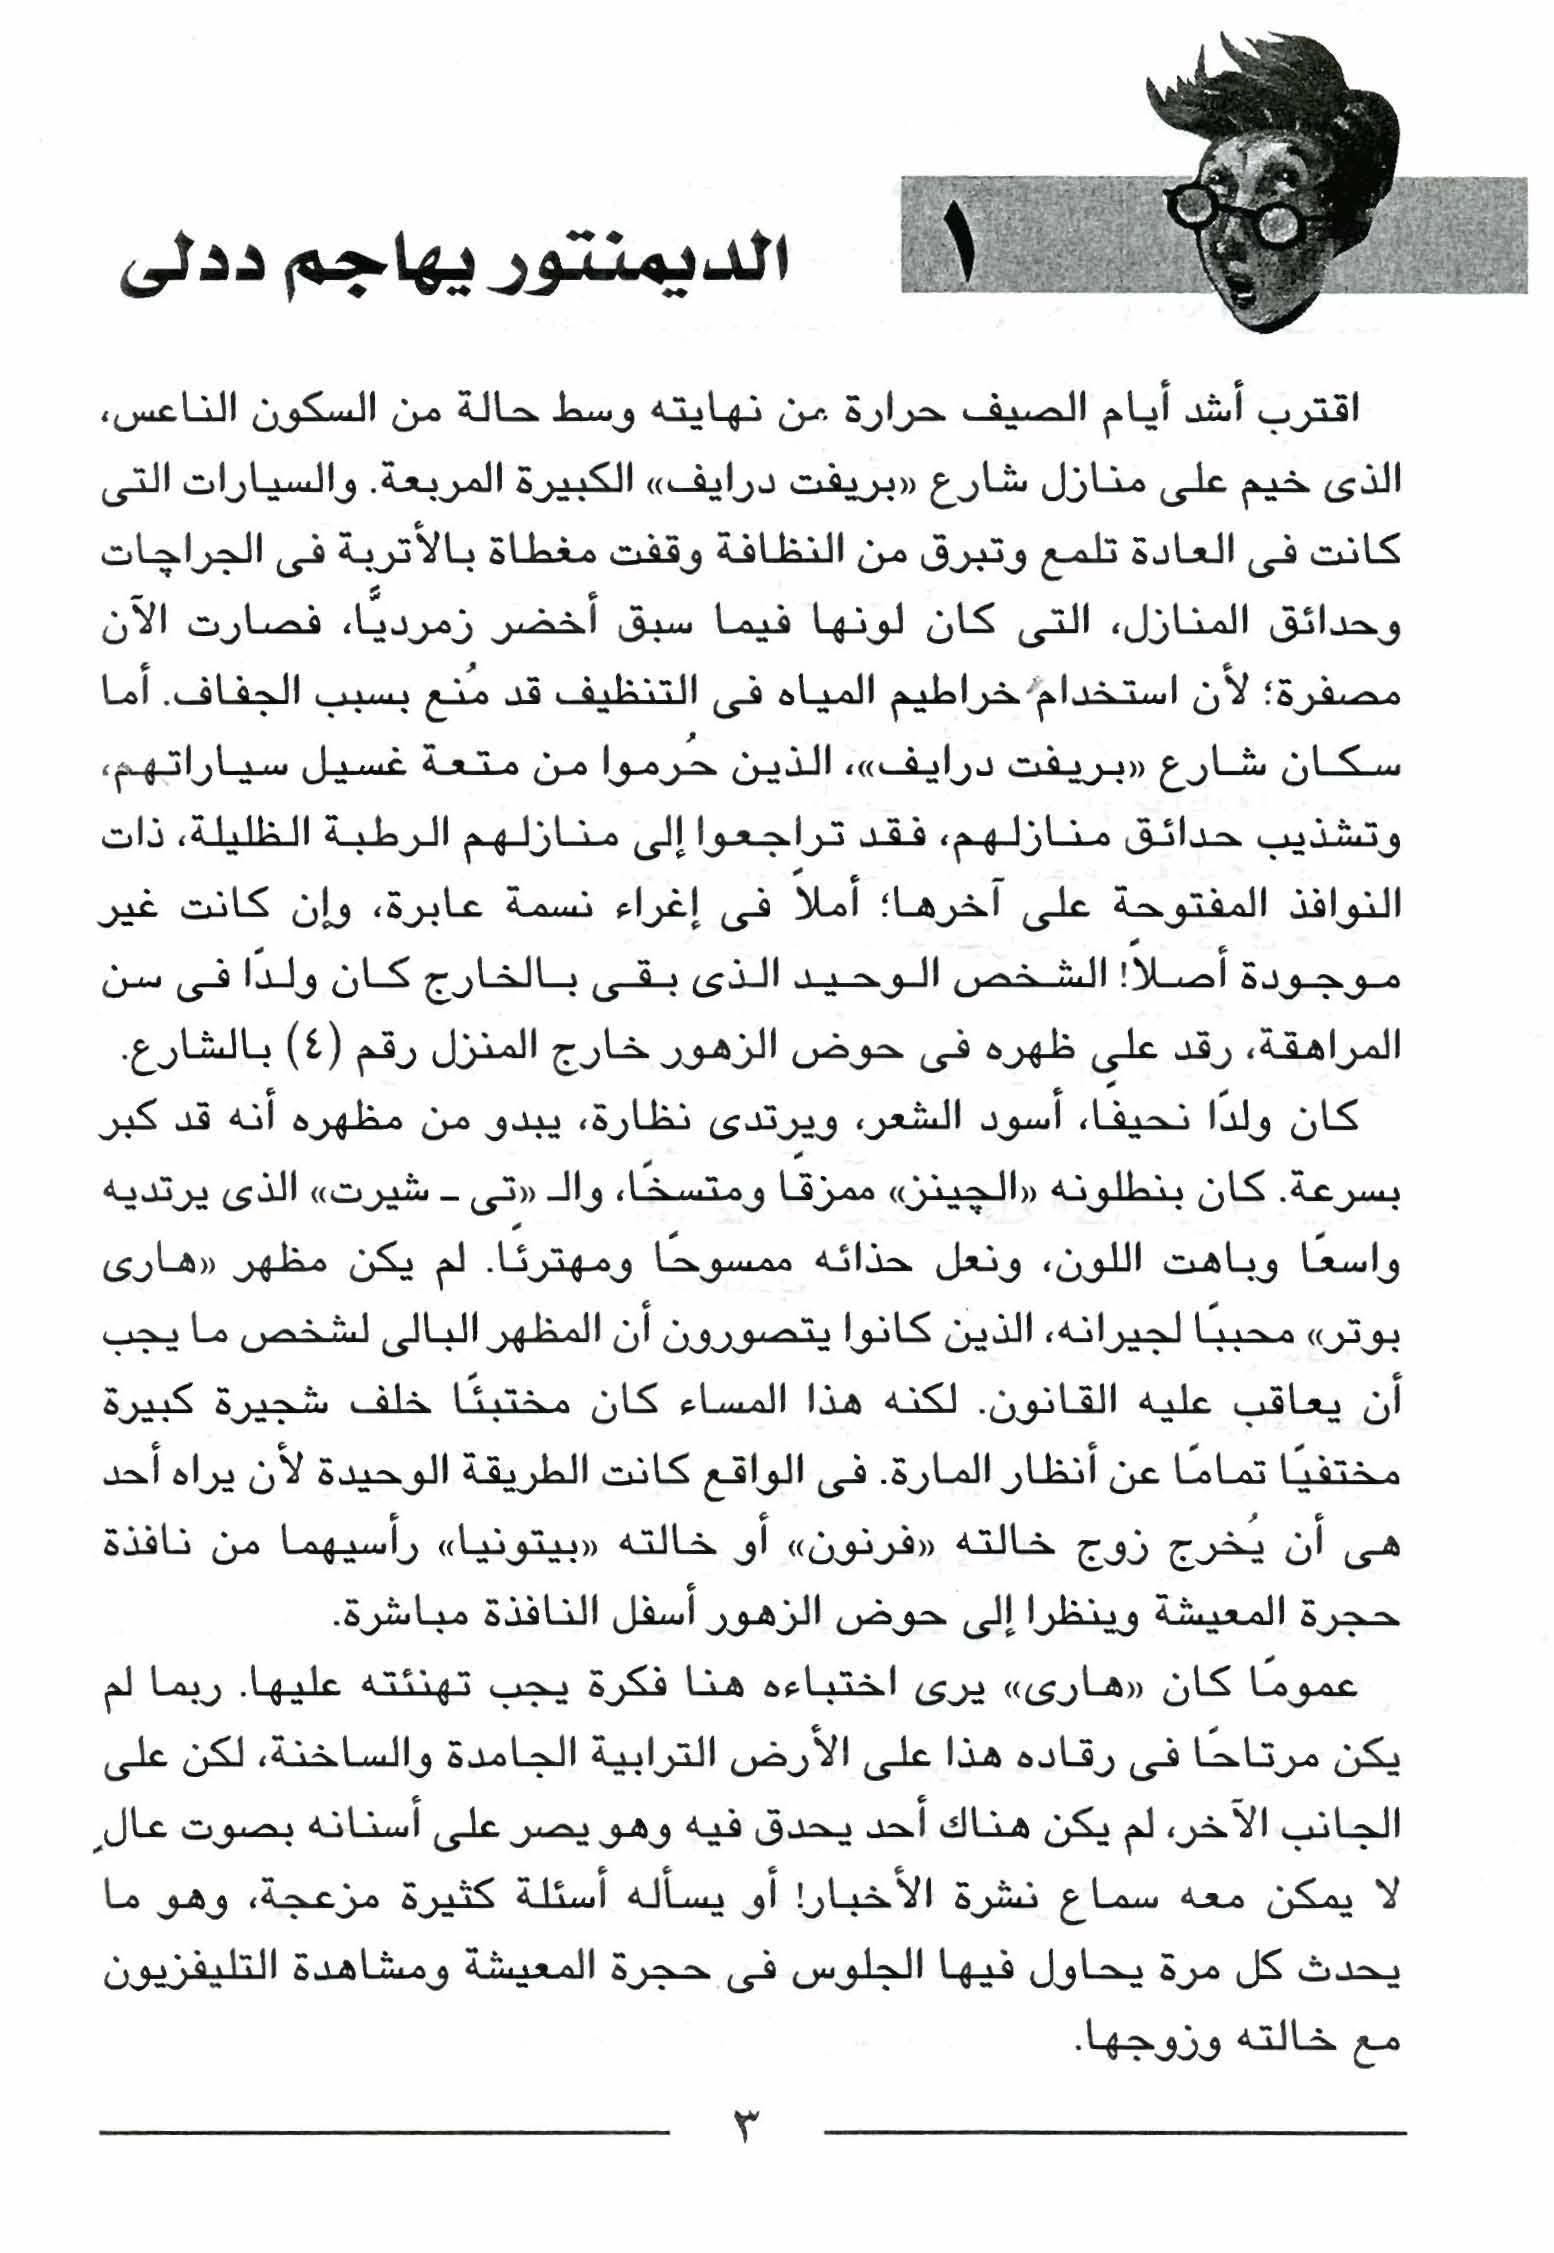 ١
الديمنتور يهاجم ددلى
اقترب أشد أيام الصيف حرارة من نهايته وسط حالة من السكون الناعس،
الذى خيم على منازل شارع «بريفت درايف» الكبيرة المربعة. والسيارات التى
كانت فى العادة تلمع وتبرق من النظافة وقفت مغطاة بالأتربة فى الجراچات
وحدائق المنازل، التى كان لونها فيما سبق أخضر زمرديًّا، فصارت الآن
مصفرة؛ لأن استخدام خراطيم المياه فى التنظيف قد مُنع بسبب الجفاف. أما
سكان شارع «بريفت درايف»، الذين حُرموا من متعة غسيل سياراتهم،
وتشذيب حدائق منازلهم، فقد تراجعوا إلى منازلهم الرطبة الظليلة، ذات
النوافذ المفتوحة على آخرها؛ أملاً فى إغراء نسمة عابرة، وإن كانت غير
موجودة أصلاً! الشخص الوحيد الذى بقى بالخارج كان ولدًا فى سن
المراهقة، رقد على ظهره فى حوض الزهور خارج المنزل رقم (٤) بالشارع.
كان ولدًا نحيفًا، أسود الشعر، ويرتدى نظارة، يبدو من مظهره أنه قد كبر
بسرعة. كان بنطلونه «الچينز» ممزقًا ومتسخًا، والـ «تى ـ شيرت» الذى يرتديه
واسعًا وباهت اللون، ونعل حذائه ممسوحًا ومهترئًا. لم يكن مظهر «هارى
بوتر» محببًا لجيرانه، الذين كانوا يتصورون أن المظهر البالى لشخص ما يجب
أن يعاقب عليه القانون. لكنه هذا المساء كان مختبئًا خلف شجيرة كبيرة
مختفيًا تمامًا عن أنظار المارة. فى الواقع كانت الطريقة الوحيدة لأن يراه أحد
هى أن يُخرج زوج خالته «فرنون» أو خالته «بيتونيا» رأسيهما من نافذة
حجرة المعيشة وينظرا إلى حوض الزهور أسفل النافذة مباشرة.
عمومًا كان «هارى» يرى اختباءه هنا فكرة يجب تهنئته عليها. ربما لم
يكن مرتاحًا فى رقاده هذا على الأرض الترابية الجامدة والساخنة، لكن على
الجانب الآخر، لم يكن هناك أحد يحدق فيه وهو يصر على أسنانه بصوت عالٍ
لا يمكن معه سماع نشرة الأخبار! أو يسأله أسئلة كثيرة مزعجة، وهو ما
يحدث كل مرة يحاول فيها الجلوس فى حجرة المعيشة ومشاهدة التليفزيون
مع خالته وزوجها.
٣